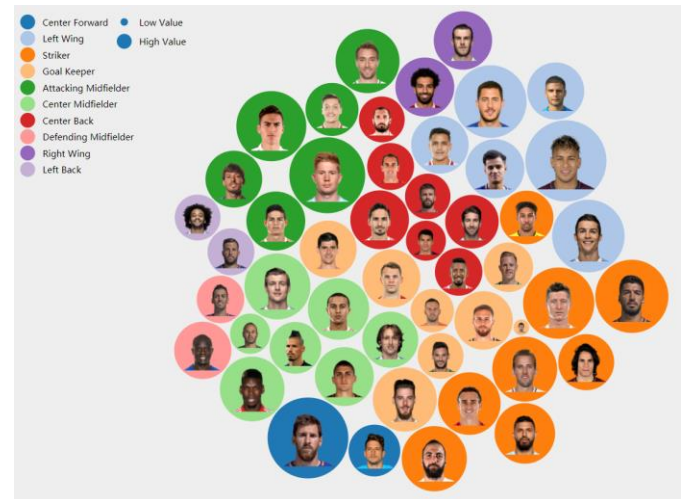 Center Forward
Left Wing
Striker
Goal Keeper
Attacking Midfielder
Center Midfielder
Center Back
Defending Midfielder
Right Wing
Left Back
Low Value
High Value